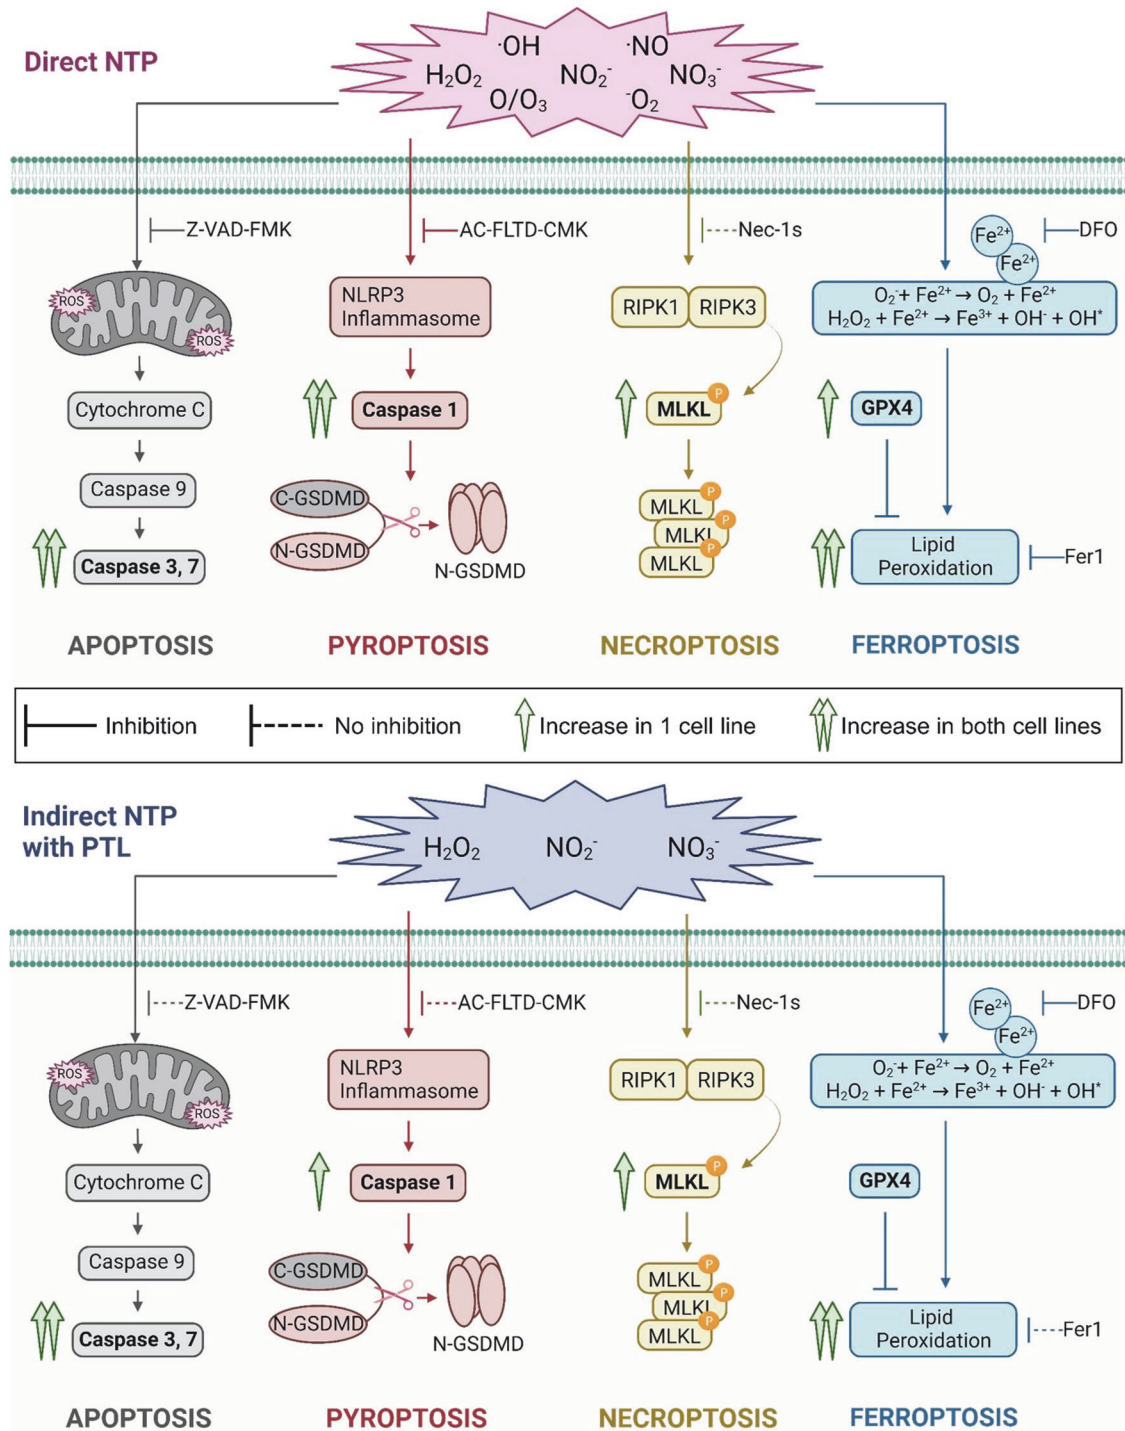 Direct NTP
·OH ·NO
H₂O₂ NO₂⁻ NO₃⁻
O/O₃ ⁻O₂
Z-VAD-FMK AC-FLTD-CMK Nec-1s Fe²⁺ DFO
Fe²⁺
ROS
ROS
NLRP3
Inflammasome
RIPK1 RIPK3
O₂⁻+ Fe²⁺ → O₂ + Fe²⁺
H₂O₂ + Fe²⁺ → Fe³⁺ + OH⁻ + OH*
Cytochrome C Caspase 1 MLKL P GPX4
Caspase 9
C-GSDMD
N-GSDMD
N-GSDMD
MLKL P
MLKL P
MLKL P
Caspase 3, 7
Lipid
Peroxidation
Fer1
APOPTOSIS PYROPTOSIS NECROPTOSIS FERROPTOSIS
Inhibition No inhibition Increase in 1 cell line Increase in both cell lines
Indirect NTP
with PTL
H₂O₂ NO₂⁻ NO₃⁻
Z-VAD-FMK AC-FLTD-CMK Nec-1s Fe²⁺ DFO
Fe²⁺
ROS
ROS
NLRP3
Inflammasome
RIPK1 RIPK3
O₂⁻+ Fe²⁺ → O₂ + Fe²⁺
H₂O₂ + Fe²⁺ → Fe³⁺ + OH⁻ + OH*
Cytochrome C Caspase 1 MLKL P GPX4
Caspase 9
C-GSDMD
N-GSDMD
N-GSDMD
MLKL P
MLKL P
MLKL P
Caspase 3, 7
Lipid
Peroxidation
Fer1
APOPTOSIS PYROPTOSIS NECROPTOSIS FERROPTOSIS